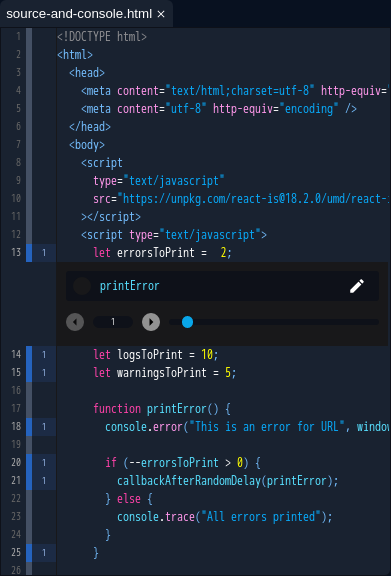 source-and-console.html ×
1 <!DOCTYPE html>
2 <html>
3 <head>
4 <meta content="text/html;charset=utf-8" http-equiv=
5 <meta content="utf-8" http-equiv="encoding" />
6 </head>
7 <body>
8 <script
9 type="text/javascript"
10 src="https://unpkg.com/react-is@18.2.0/umd/react-
11 ></script>
12 <script type="text/javascript">
13 1 let errorsToPrint = 2;
printError
1
14 1 let logsToPrint = 10;
15 1 let warningsToPrint = 5;
16
17 function printError() {
18 1 console.error("This is an error for URL", window
19
20 1 if (--errorsToPrint > 0) {
21 1 callbackAfterRandomDelay(printError);
22 } else {
23 console.trace("All errors printed");
24 }
25 1 }
26